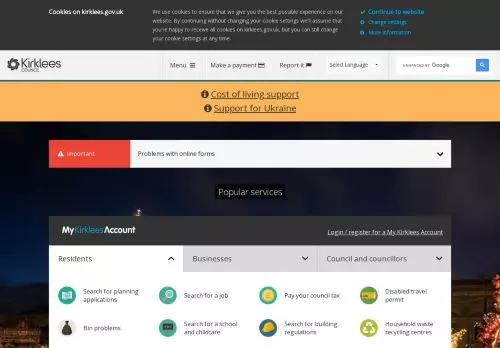 Cookies on kirklees.gov.uk
We use cookies to ensure that we give you the best possible experience on our
website. By continuing without changing your cookie settings we'll assume that
you're happy to receive all cookies on kirklees.gov.uk, but you can still change
your cookie settings at any time.
Continue to website
Change settings
More information
Kirklees
COUNCIL
Menu
Make a payment
Report it
Select Language
ENHANCED BY Google
Cost of living support
Support for Ukraine
Important
Problems with online forms
Popular services
MyKirkleesAccount
Login / register for a My Kirklees Account
Residents
Businesses
Council and councillors
Search for planning
applications
Search for a job
Pay your council tax
Disabled travel
permit
Bin problems
Search for a school
and childcare
Search for building
regulations
Household waste
recycling centres